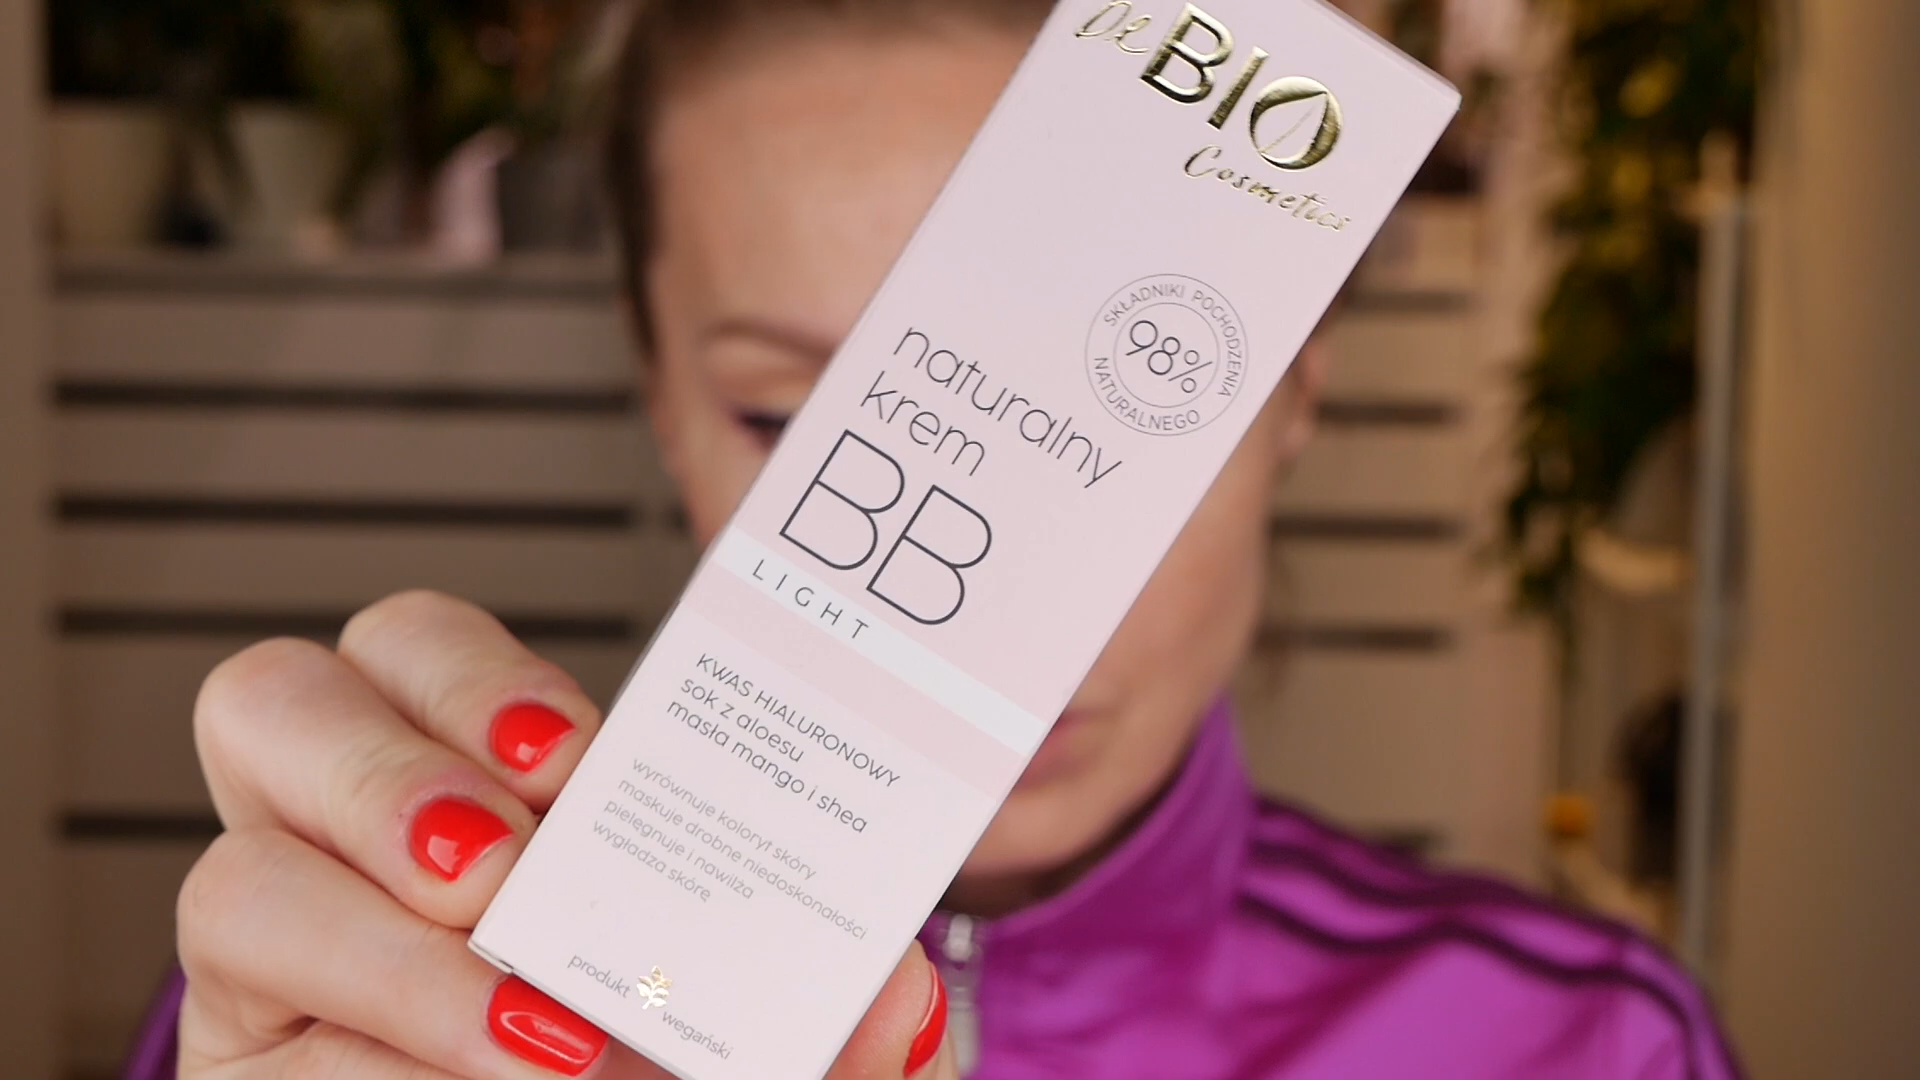 BeBIO
Cosmetics
SKŁADNIKI POCHODZENIA NATURALNEGO
98%
naturalny
krem
BB
LIGHT
KWAS HIALURONOWY
sok z aloesu
masła mango i shea
wyrównuje koloryt skóry
maskuje drobne niedoskonałości
pielęgnuje i nawilża
wygładza skórę
produkt wegański